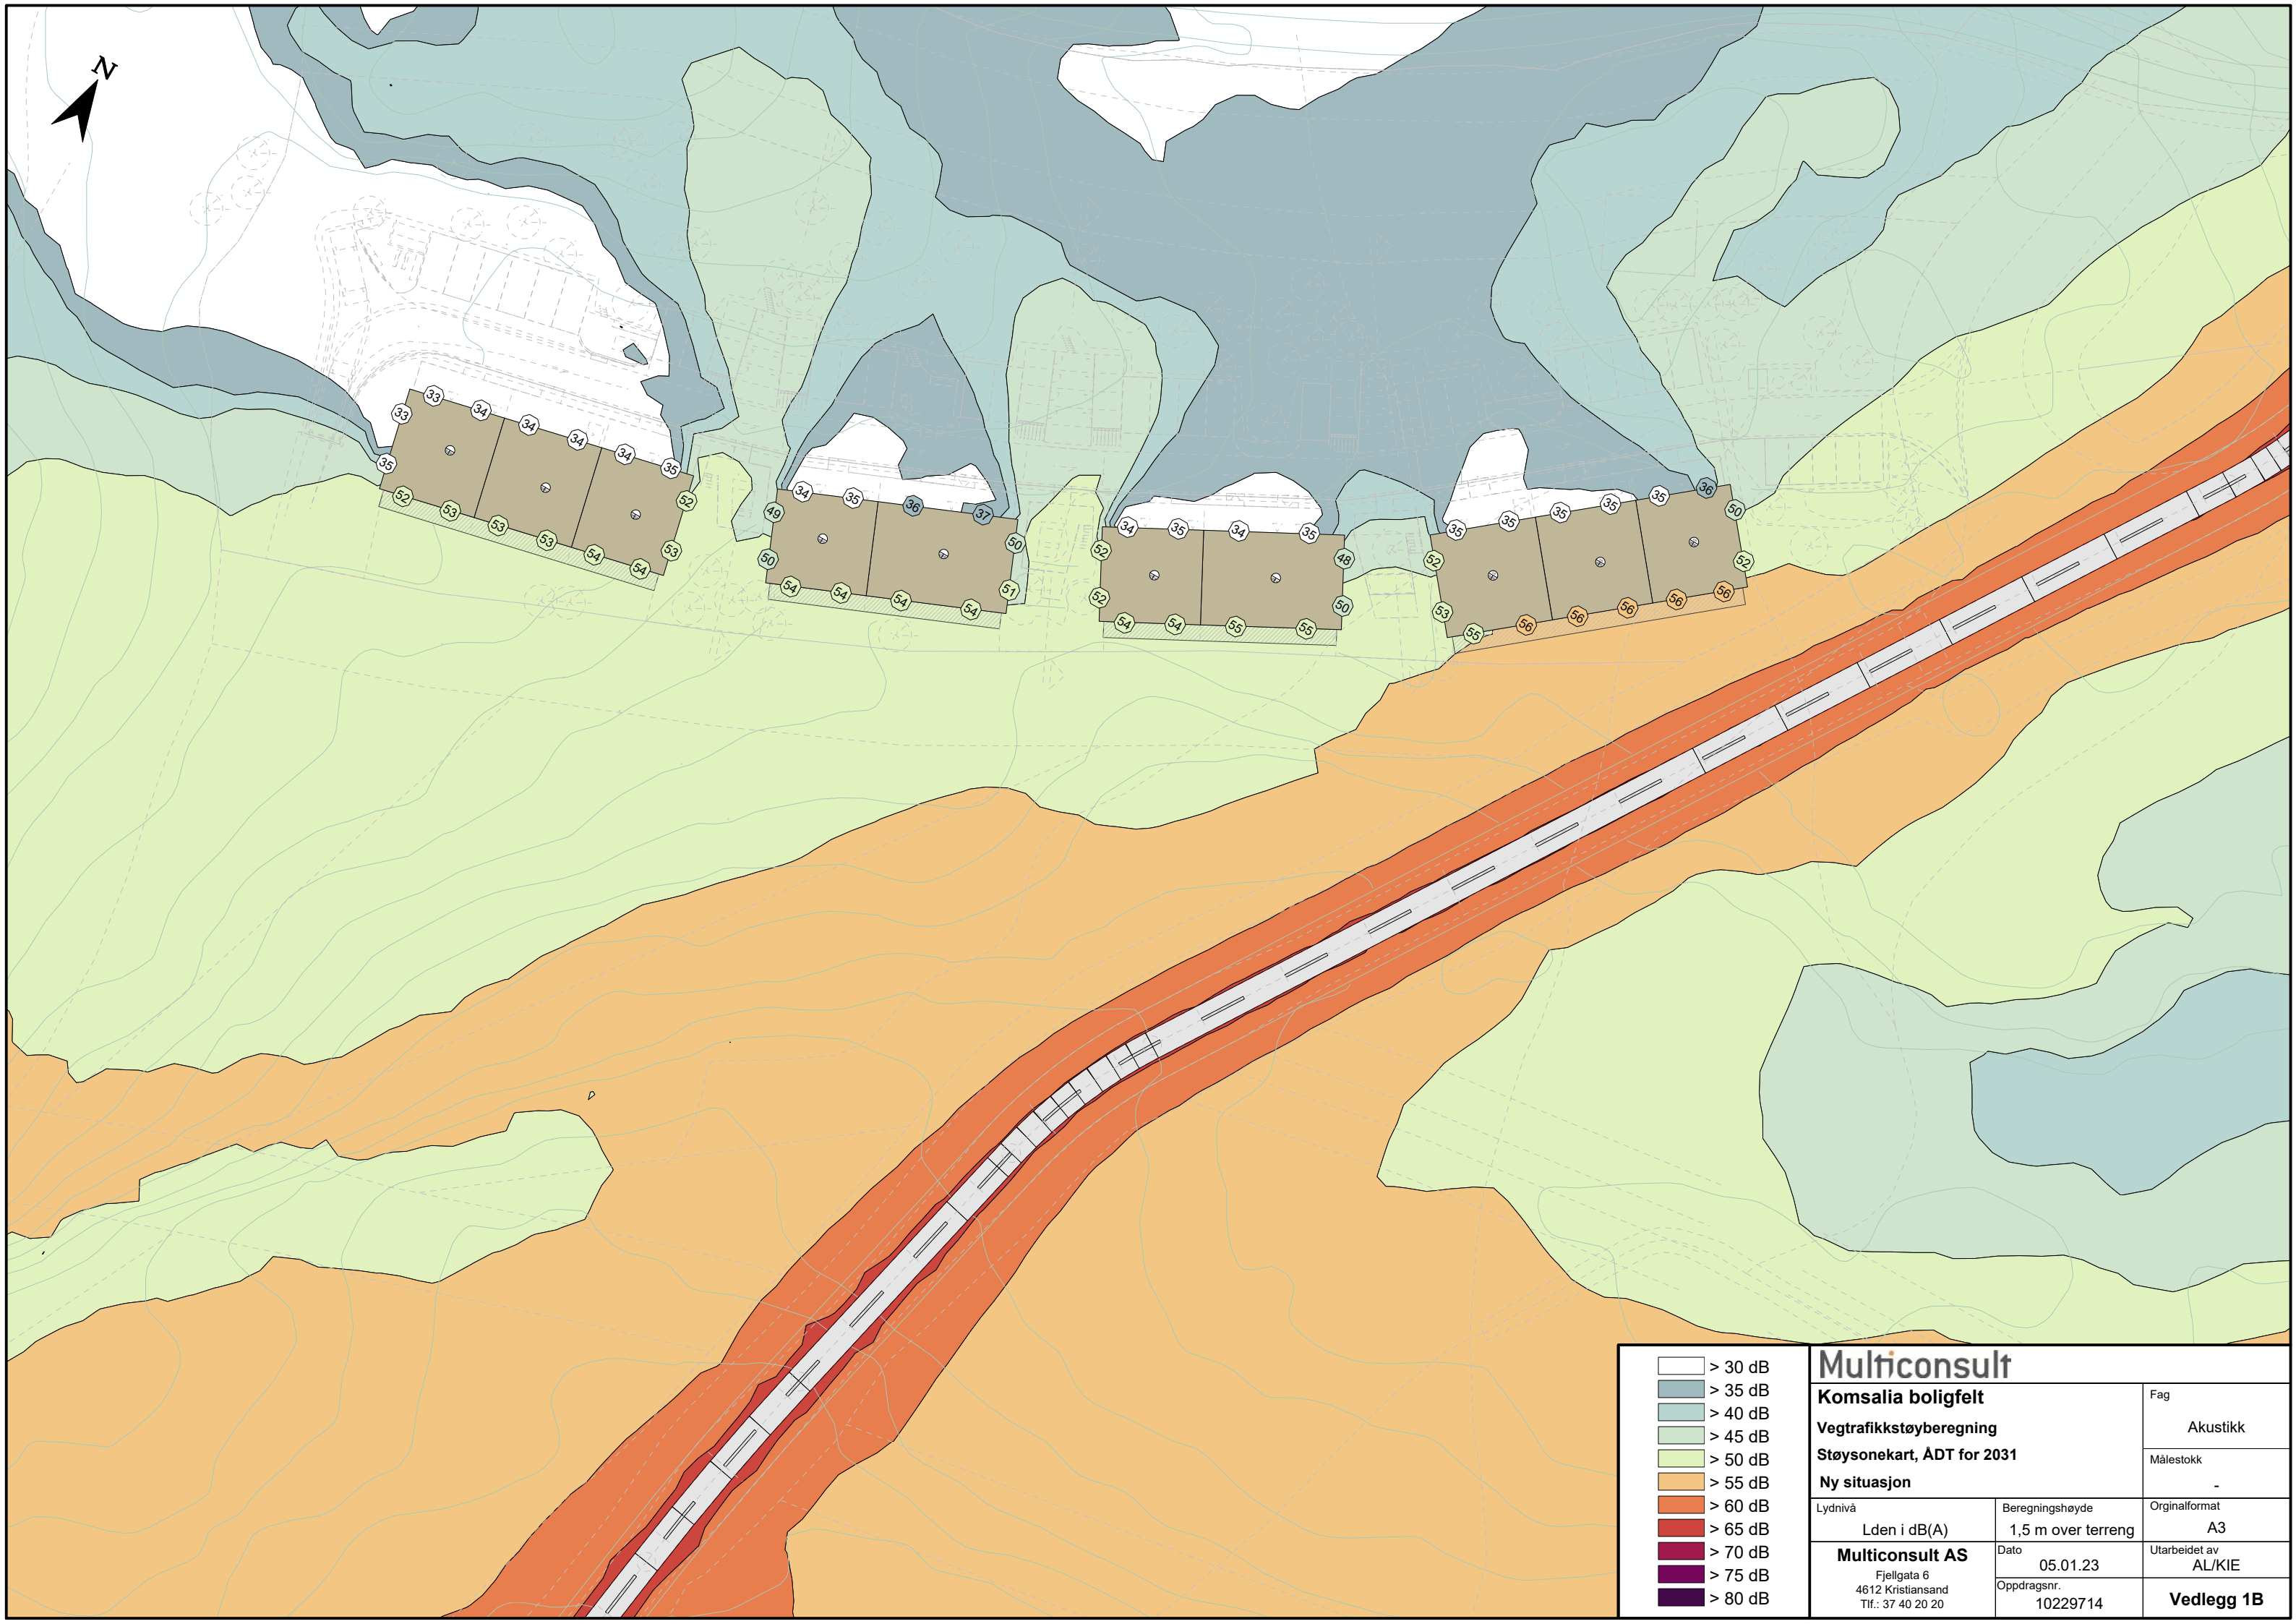 N
33
33
34
34
34
34
35
35
52
52
53
53
53
54
54
53
34
35
36
37
49
50
50
51
54
54
54
54
34
35
34
35
52
52
48
50
54
54
55
55
35
35
35
35
35
36
50
52
52
53
55
56
56
56
56
56
> 30 dB
> 35 dB
> 40 dB
> 45 dB
> 50 dB
> 55 dB
> 60 dB
> 65 dB
> 70 dB
> 75 dB
> 80 dB
Multiconsult
Komsalia boligfelt
Vegtrafikkstøyberegning
Støysonekart, ÅDT for 2031
Ny situasjon
Fag
Akustikk
Målestokk
-
Lydnivå
Lden i dB(A)
Beregningshøyde
1,5 m over terreng
Orginalformat
A3
Multiconsult AS
Fjellgata 6
4612 Kristiansand
Tlf.: 37 40 20 20
Dato
05.01.23
Utarbeidet av
AL/KIE
Oppdragsnr.
10229714
Vedlegg 1B